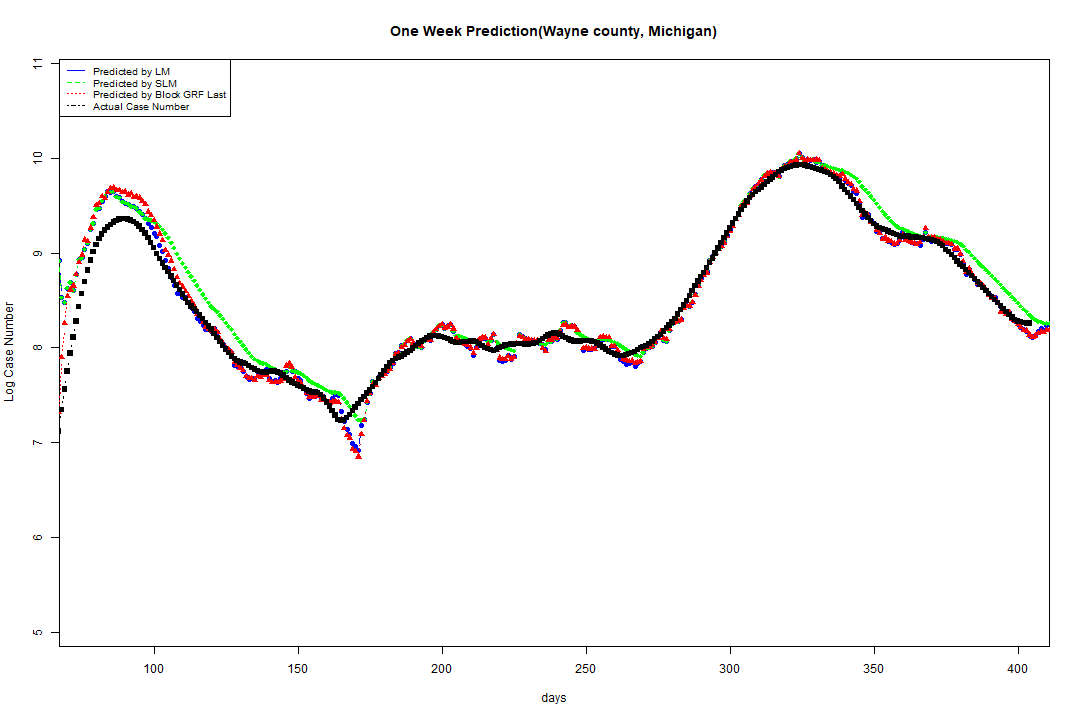 One Week Prediction(Wayne county, Michigan)
Predicted by LM
Predicted by SLM
Predicted by Block GRF Last
Actual Case Number
Log Case Number
11
10
9
8
7
6
5
100 150 200 250 300 350 400
days